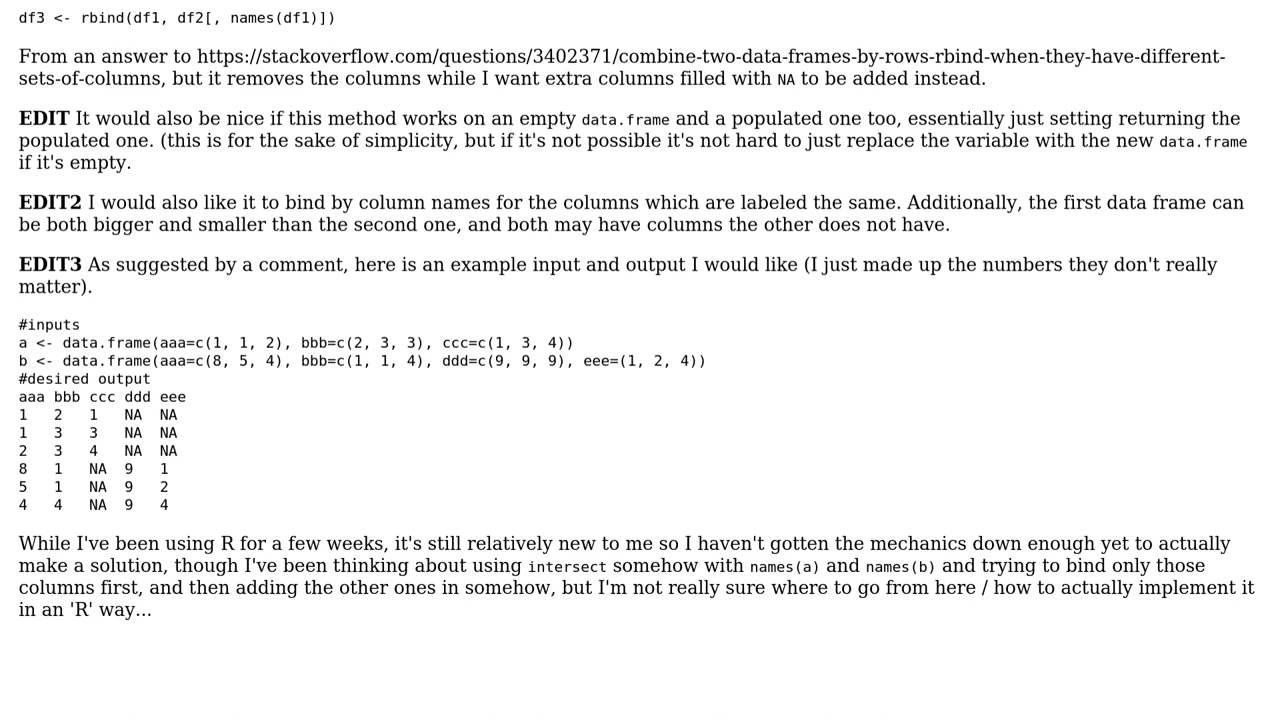 df3 <- rbind(df1, df2[, names(df1)])
From an answer to https://stackoverflow.com/questions/3402371/combine-two-data-frames-by-rows-rbind-when-they-have-different-
sets-of-columns, but it removes the columns while I want extra columns filled with NA to be added instead.
EDIT It would also be nice if this method works on an empty data.frame and a populated one too, essentially just setting returning the
populated one. (this is for the sake of simplicity, but if it's not possible it's not hard to just replace the variable with the new data.frame
if it's empty.
EDIT2 I would also like it to bind by column names for the columns which are labeled the same. Additionally, the first data frame can
be both bigger and smaller than the second one, and both may have columns the other does not have.
EDIT3 As suggested by a comment, here is an example input and output I would like (I just made up the numbers they don't really
matter).
#inputs
a <- data.frame(aaa=c(1, 1, 2), bbb=c(2, 3, 3), ccc=c(1, 3, 4))
b <- data.frame(aaa=c(8, 5, 4), bbb=c(1, 1, 4), ddd=c(9, 9, 9), eee=(1, 2, 4))
#desired output
aaa bbb ccc ddd eee
1   2   1   NA  NA
1   3   3   NA  NA
2   3   4   NA  NA
8   1   NA  9   1
5   1   NA  9   2
4   4   NA  9   4
While I've been using R for a few weeks, it's still relatively new to me so I haven't gotten the mechanics down enough yet to actually
make a solution, though I've been thinking about using intersect somehow with names(a) and names(b) and trying to bind only those
columns first, and then adding the other ones in somehow, but I'm not really sure where to go from here / how to actually implement it
in an 'R' way...